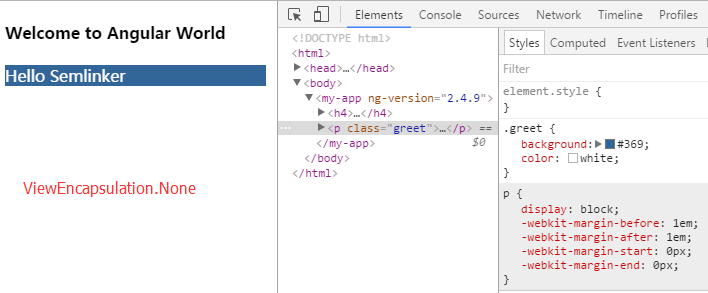 Welcome to Angular World
Hello Semlinker
ViewEncapsulation.None
Elements Console Sources Network Timeline Profiles
<!DOCTYPE html>
<html>
<head>…</head>
<body>
<my-app ng-version="2.4.9">
<h4>…</h4>
… <p class="greet">…</p> ==
</my-app> $0
</body>
</html>
Styles Computed Event Listeners
Filter
element.style {
}
.greet {
background: #369;
color: white;
}
p {
display: block;
-webkit-margin-before: 1em;
-webkit-margin-after: 1em;
-webkit-margin-start: 0px;
-webkit-margin-end: 0px;
}